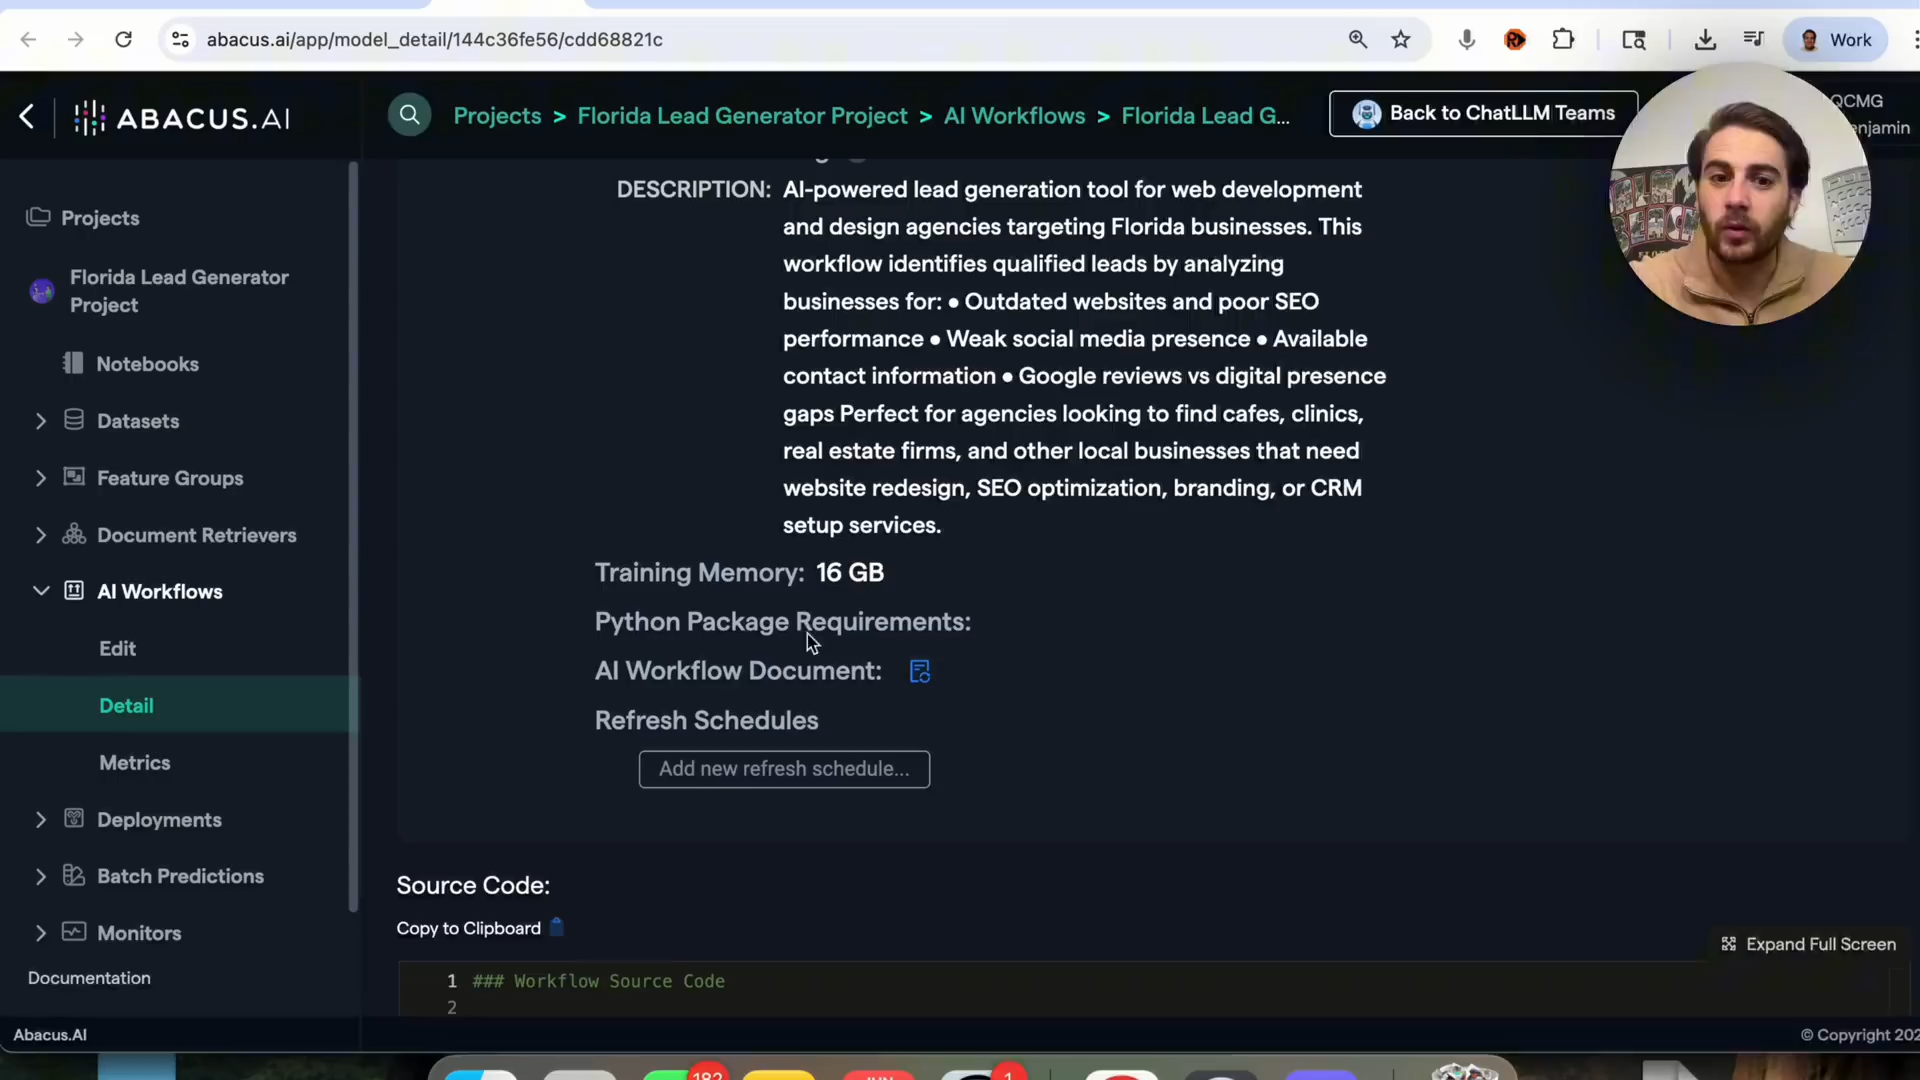 abacus.ai/app/model_detail/144c36fe56/cdd68821c
Work
ABACUS.AI
Projects > Florida Lead Generator Project > AI Workflows > Florida Lead G...
Back to ChatLLM Teams
QCMG
enjamin
Projects
Florida Lead Generator
Project
Notebooks
Datasets
Feature Groups
Document Retrievers
AI Workflows
Edit
Detail
Metrics
Deployments
Batch Predictions
Monitors
Documentation
DESCRIPTION: AI-powered lead generation tool for web development
and design agencies targeting Florida businesses. This
workflow identifies qualified leads by analyzing
businesses for: ● Outdated websites and poor SEO
performance ● Weak social media presence ● Available
contact information ● Google reviews vs digital presence
gaps Perfect for agencies looking to find cafes, clinics,
real estate firms, and other local businesses that need
website redesign, SEO optimization, branding, or CRM
setup services.
Training Memory: 16 GB
Python Package Requirements:
AI Workflow Document:
Refresh Schedules
Add new refresh schedule...
Source Code:
Copy to Clipboard
Expand Full Screen
1 ### Workflow Source Code
2
Abacus.AI
© Copyright 202
182
1
JUN